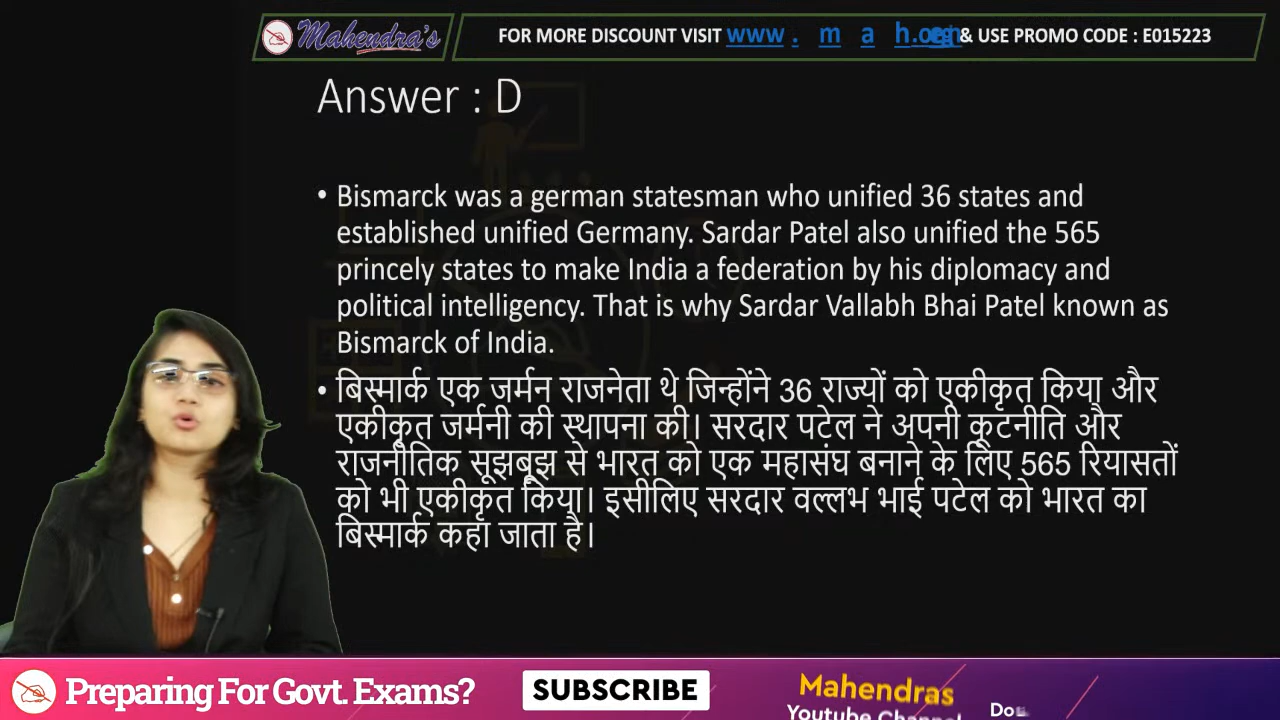 Mahendra's
FOR MORE DISCOUNT VISIT www. m a h & USE PROMO CODE : E015223
Answer : D
• Bismarck was a german statesman who unified 36 states and
established unified Germany. Sardar Patel also unified the 565
princely states to make India a federation by his diplomacy and
political intelligency. That is why Sardar Vallabh Bhai Patel known as
Bismarck of India.
• बिस्मार्क एक जर्मन राजनेता थे जिन्होंने 36 राज्यों को एकीकृत किया और
एकीकृत जर्मनी की स्थापना की। सरदार पटेल ने अपनी कूटनीति और
राजनीतिक सूझबूझ से भारत को एक महासंघ बनाने के लिए 565 रियासतों
को भी एकीकृत किया। इसीलिए सरदार वल्लभ भाई पटेल को भारत का
बिस्मार्क कहा जाता है।
Preparing For Govt. Exams?
SUBSCRIBE
Mahendras
Youtube Channel